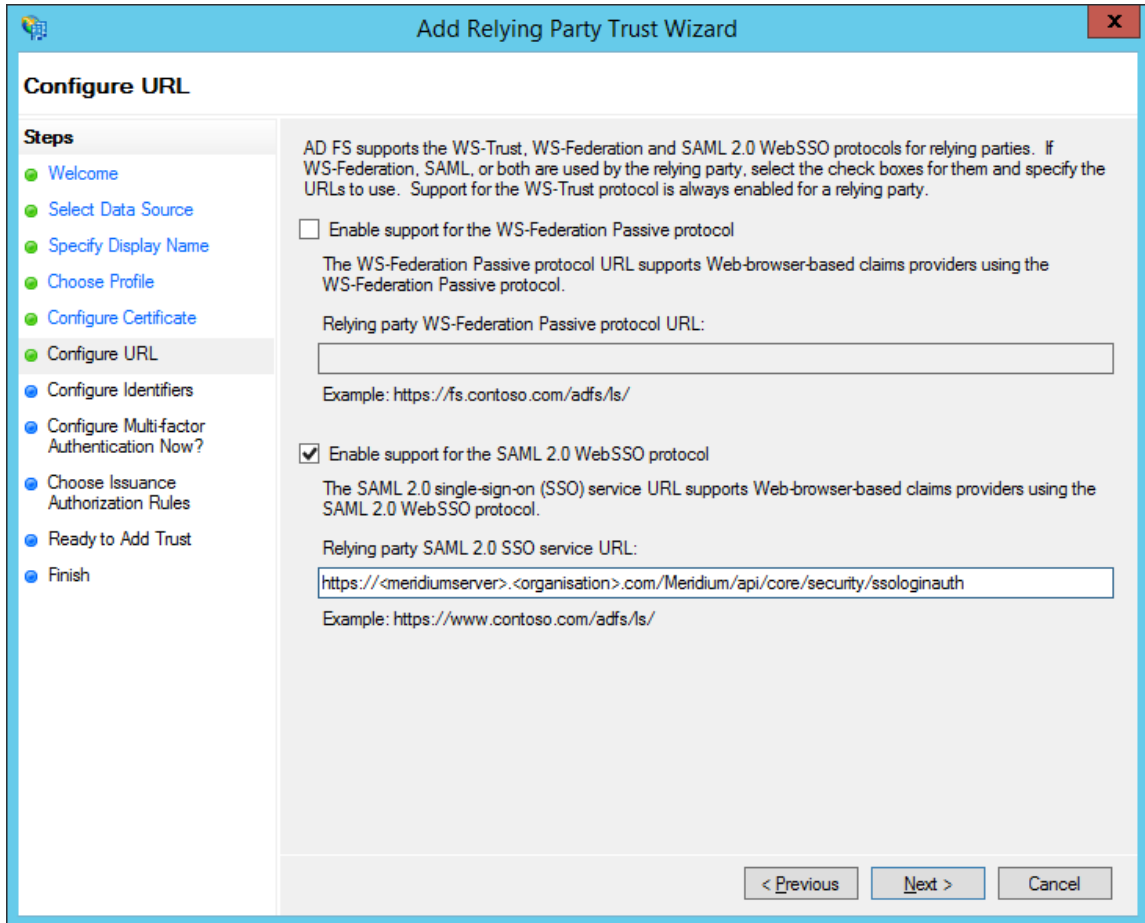 Add Relying Party Trust Wizard
x
Configure URL
Steps
Welcome
Select Data Source
Specify Display Name
Choose Profile
Configure Certificate
Configure URL
Configure Identifiers
Configure Multi-factor
Authentication Now?
Choose Issuance
Authorization Rules
Ready to Add Trust
Finish
AD FS supports the WS-Trust, WS-Federation and SAML 2.0 WebSSO protocols for relying parties.  If
WS-Federation, SAML, or both are used by the relying party, select the check boxes for them and specify the
URLs to use.  Support for the WS-Trust protocol is always enabled for a relying party.
Enable support for the WS-Federation Passive protocol
The WS-Federation Passive protocol URL supports Web-browser-based claims providers using the
WS-Federation Passive protocol.
Relying party WS-Federation Passive protocol URL:
Example: https://fs.contoso.com/adfs/ls/
Enable support for the SAML 2.0 WebSSO protocol
The SAML 2.0 single-sign-on (SSO) service URL supports Web-browser-based claims providers using the
SAML 2.0 WebSSO protocol.
Relying party SAML 2.0 SSO service URL:
https://<meridiumserver>.<organisation>.com/Meridium/api/core/security/ssologinauth
Example: https://www.contoso.com/adfs/ls/
< Previous
Next >
Cancel